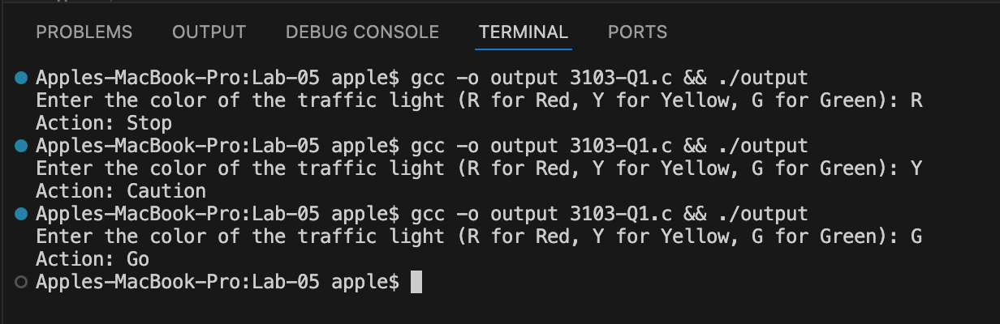 PROBLEMS OUTPUT DEBUG CONSOLE TERMINAL PORTS
Apples-MacBook-Pro:Lab-05 apple$ gcc -o output 3103-Q1.c && ./output
Enter the color of the traffic light (R for Red, Y for Yellow, G for Green): R
Action: Stop
Apples-MacBook-Pro:Lab-05 apple$ gcc -o output 3103-Q1.c && ./output
Enter the color of the traffic light (R for Red, Y for Yellow, G for Green): Y
Action: Caution
Apples-MacBook-Pro:Lab-05 apple$ gcc -o output 3103-Q1.c && ./output
Enter the color of the traffic light (R for Red, Y for Yellow, G for Green): G
Action: Go
Apples-MacBook-Pro:Lab-05 apple$